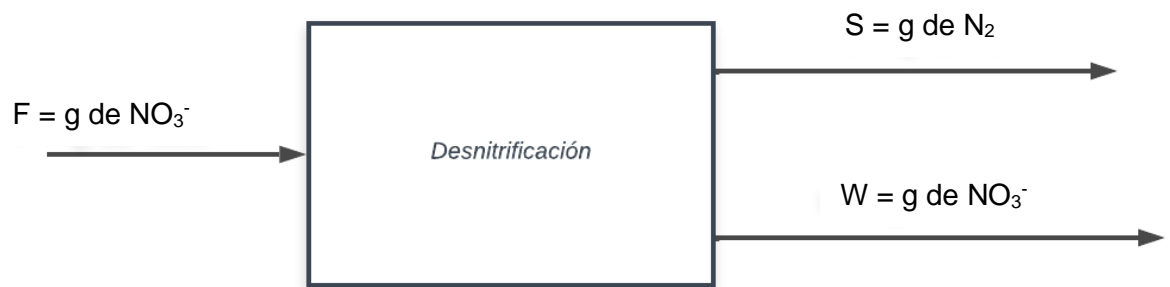 S = g de N₂
F = g de NO₃⁻
Desnitrificación
W = g de NO₃⁻